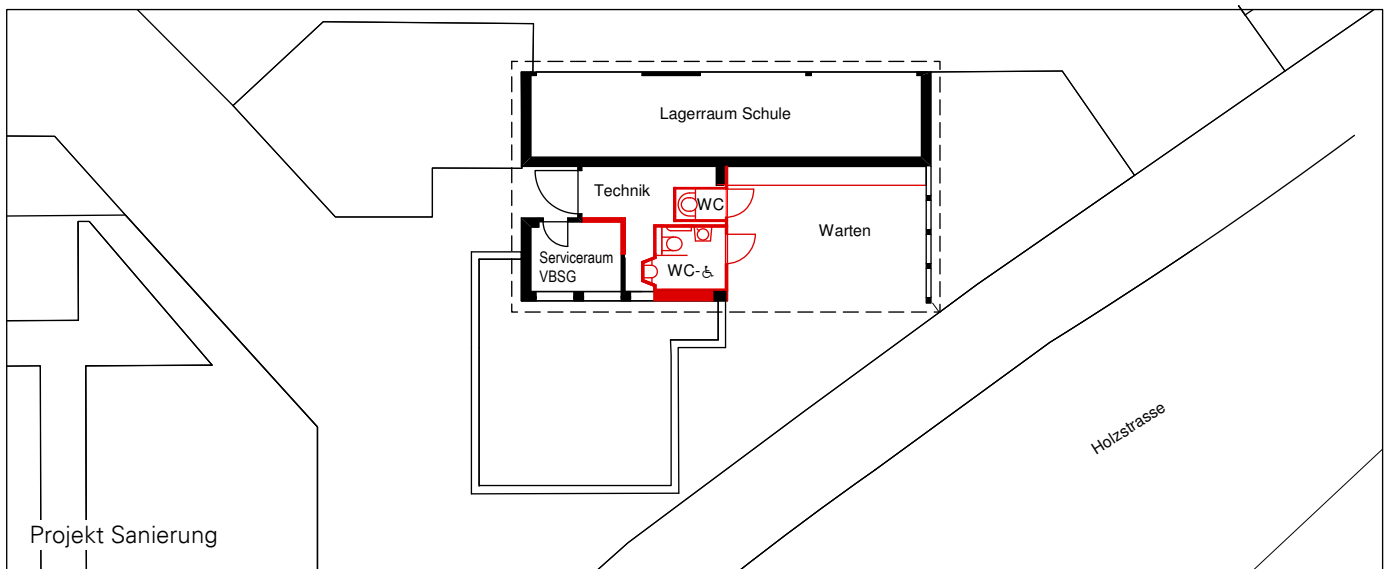 Lagerraum Schule
Technik
WC
Warten
Serviceraum
VBSG
WC-♿
Holzstrasse
Projekt Sanierung